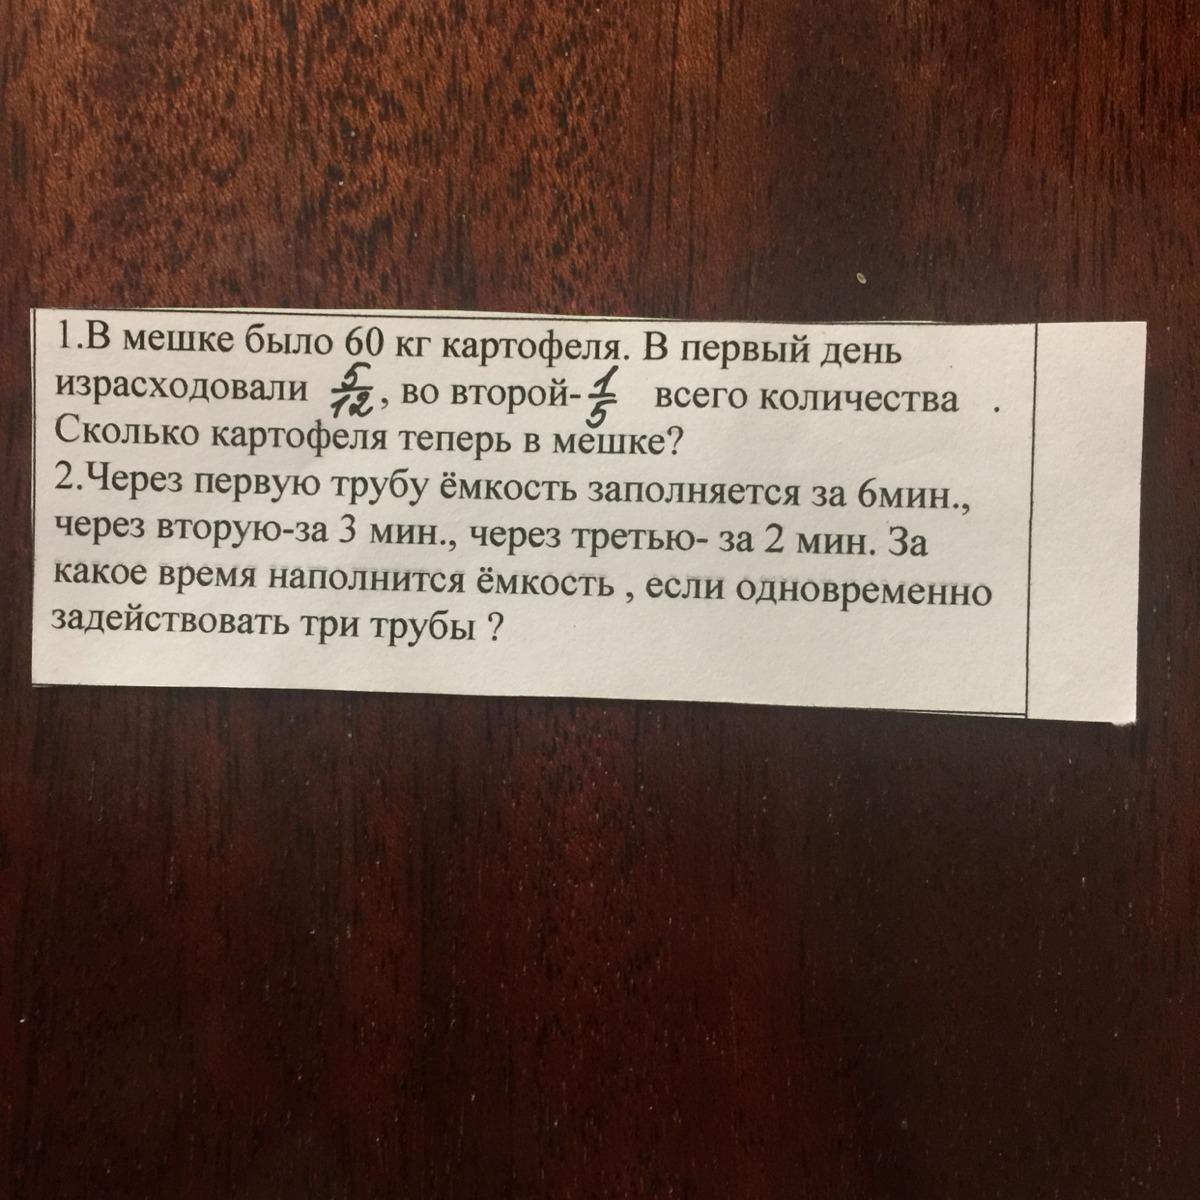 1.В мешке было 60 кг картофеля. В первый день
израсходовали 5/12, во второй- 1/5 всего количества .
Сколько картофеля теперь в мешке?
2.Через первую трубу ёмкость заполняется за 6мин.,
через вторую-за 3 мин., через третью- за 2 мин. За
какое время наполнится ёмкость , если одновременно
задействовать три трубы ?